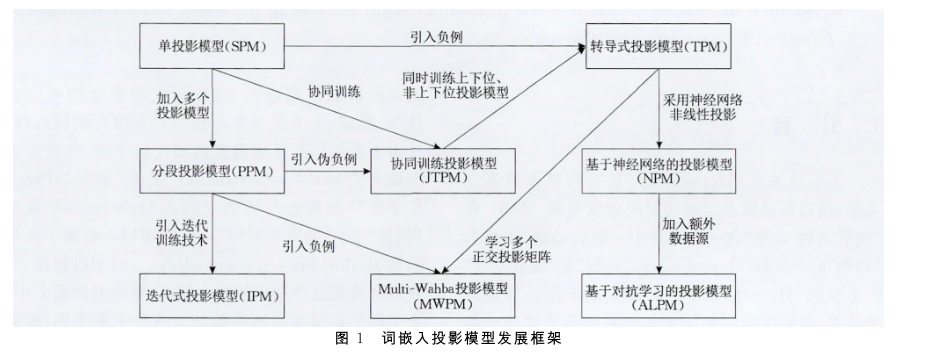 单投影模型(SPM)
引入负例
转导式投影模型(TPM)
加入多个
投影模型
协同训练
同时训练上下位、
非上下位投影模型
采用神经网络
非线性投影
分段投影模型(PPM)
引入伪负例
协同训练投影模型
(JTPM)
基于神经网络的投影模型
(NPM)
引入迭代
训练技术
引入负例
学习多个
正交投影矩阵
加入额外
数据源
迭代式投影模型(IPM)
Multi-Wahba投影模型
(MWPM)
基于对抗学习的投影模型
(ALPM)
图 1 词嵌入投影模型发展框架